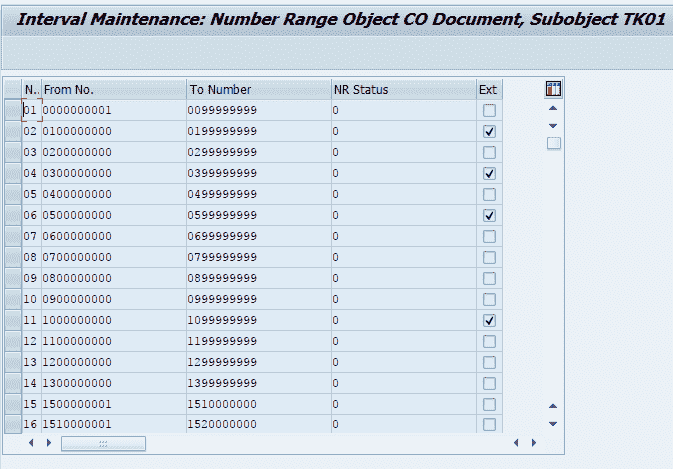 Interval Maintenance: Number Range Object CO Document, Subobject TK01
N.. From No. To Number NR Status Ext
01 0000000001 0099999999 0
02 0100000000 0199999999 0
03 0200000000 0299999999 0
04 0300000000 0399999999 0
05 0400000000 0499999999 0
06 0500000000 0599999999 0
07 0600000000 0699999999 0
08 0700000000 0799999999 0
09 0800000000 0899999999 0
10 0900000000 0999999999 0
11 1000000000 1099999999 0
12 1100000000 1199999999 0
13 1200000000 1299999999 0
14 1300000000 1399999999 0
15 1500000001 1510000000 0
16 1510000001 1520000000 0